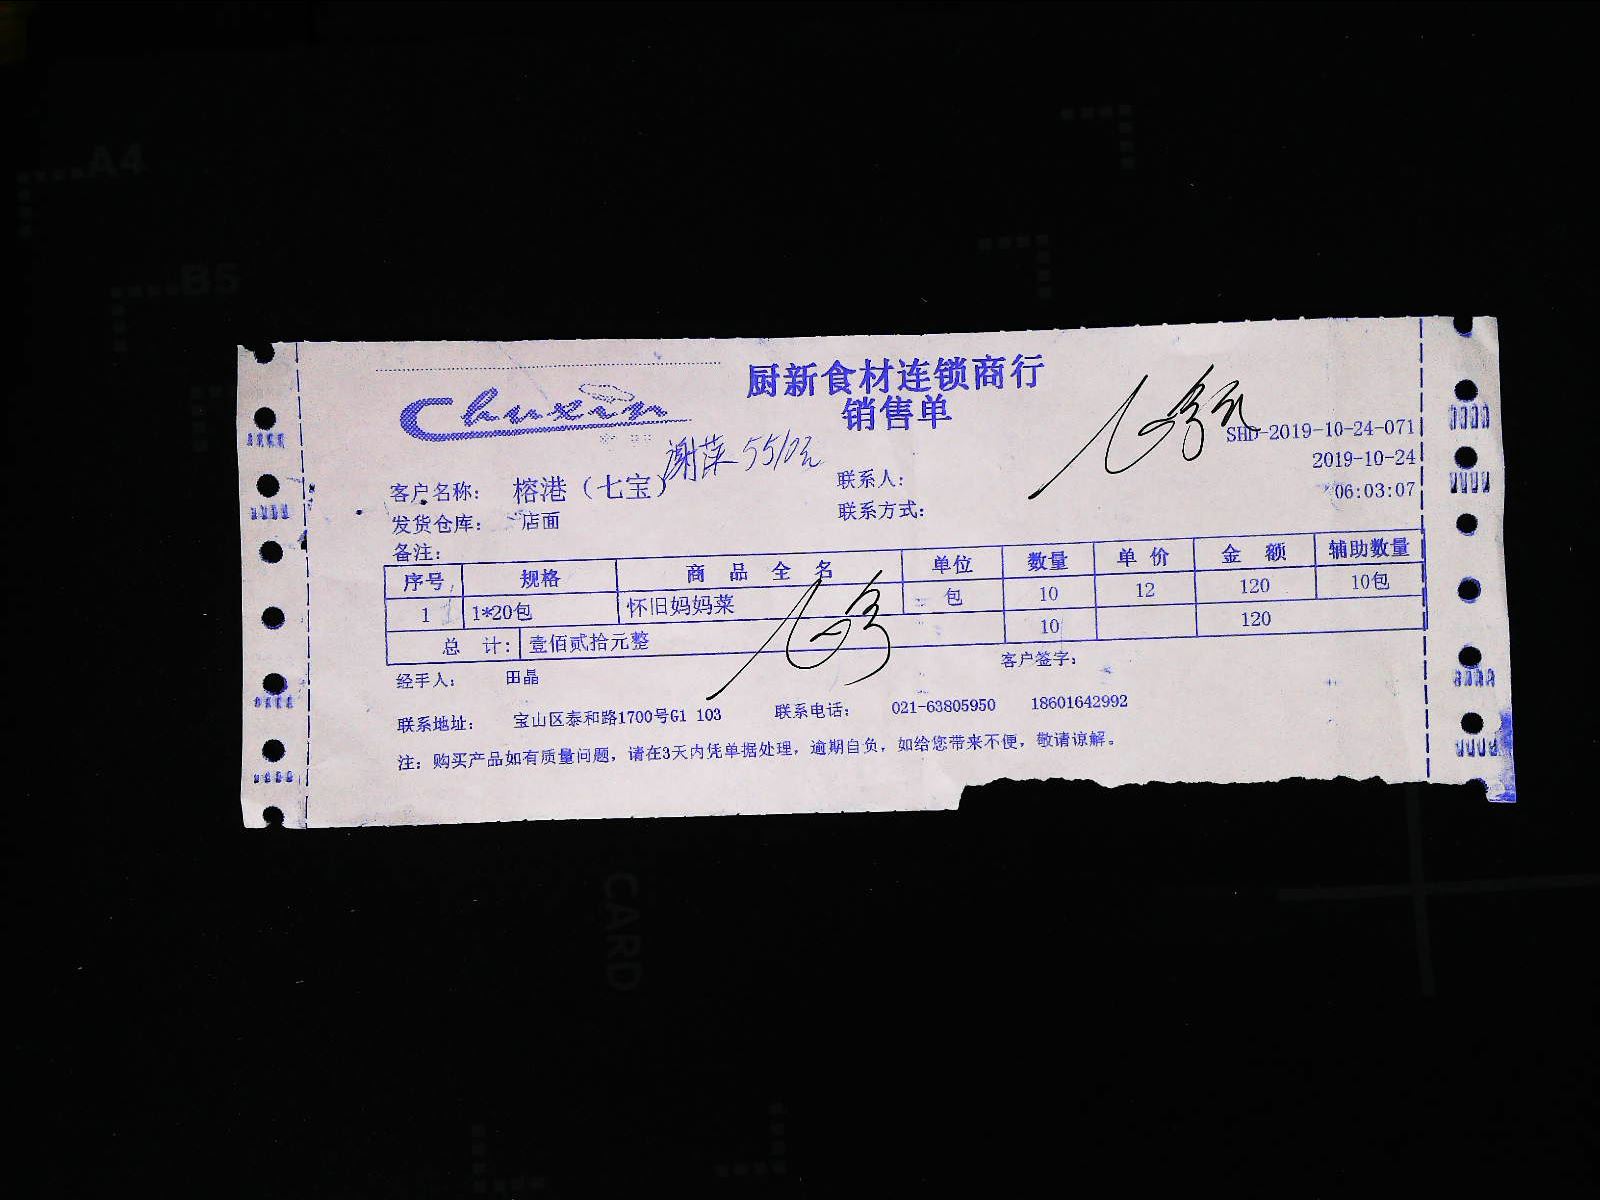 A4
B5
Chuxin
厨新食材连锁商行
销售单
SHD-2019-10-24-071
2019-10-24
06:03:07
客户名称: 榕港（七宝） 联系人:
发货仓库: 店面 联系方式:
备注:
序号 规格 商品全名 单位 数量 单价 金额 辅助数量
1 1*20包 怀旧妈妈菜 包 10 12 120 10包
总计: 壹佰贰拾元整 10 120
经手人: 田晶 客户签字:
联系地址: 宝山区泰和路1700号G1 103 联系电话: 021-63805950 18601642992
注: 购买产品如有质量问题, 请在3天内凭单据处理, 逾期自负, 如给您带来不便, 敬请谅解。
CARD